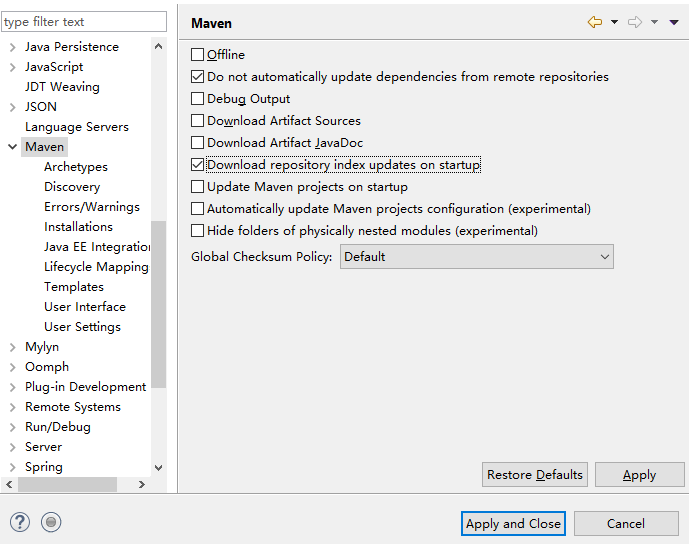 type filter text
Java Persistence
JavaScript
JDT Weaving
JSON
Language Servers
Maven
Archetypes
Discovery
Errors/Warnings
Installations
Java EE Integration
Lifecycle Mapping
Templates
User Interface
User Settings
Mylyn
Oomph
Plug-in Development
Remote Systems
Run/Debug
Server
Spring
Maven
Offline
Do not automatically update dependencies from remote repositories
Debug Output
Download Artifact Sources
Download Artifact JavaDoc
Download repository index updates on startup
Update Maven projects on startup
Automatically update Maven projects configuration (experimental)
Hide folders of physically nested modules (experimental)
Global Checksum Policy: Default
Restore Defaults Apply
? Apply and Close Cancel